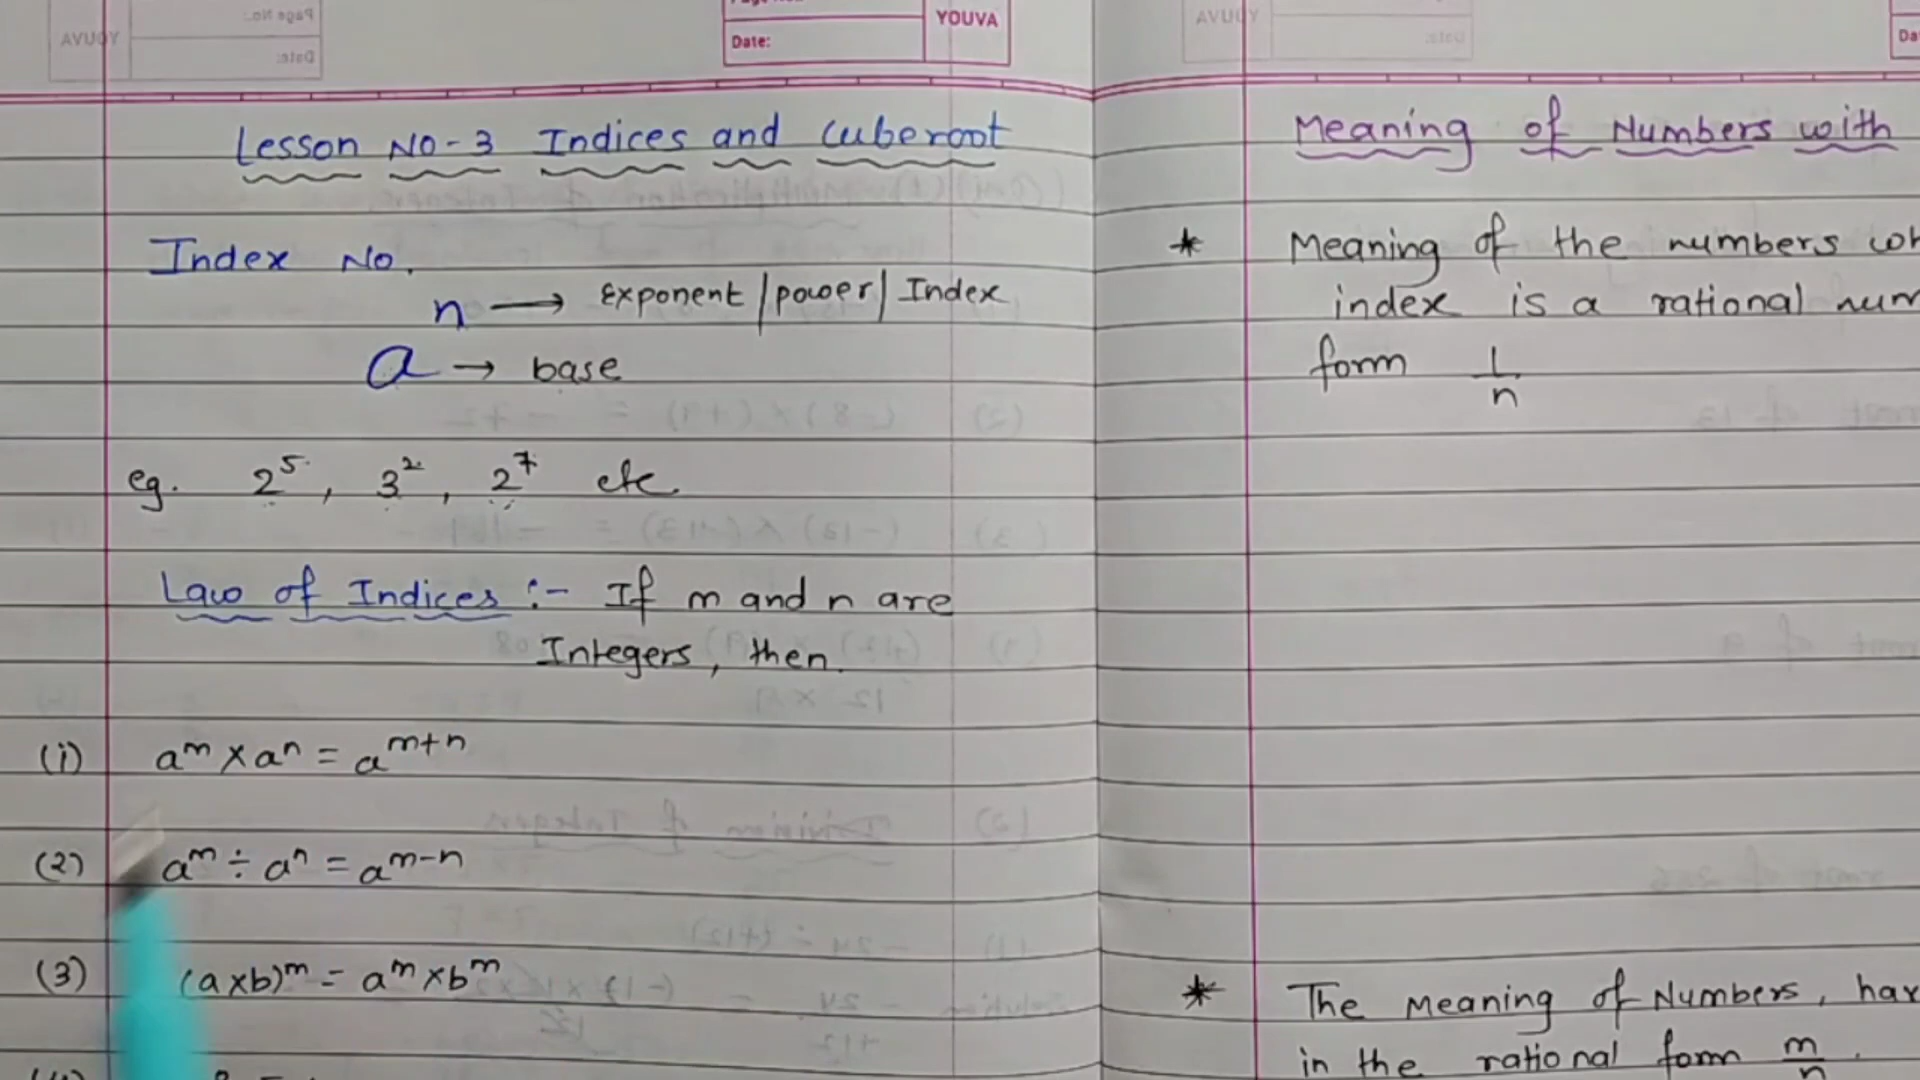 YOUVA
Date:
Lesson No-3 Indices and Cuberoot
Index No.
n → Exponent/power/Index
a → base
eg. 2⁵, 3², 2⁷ etc
Law of Indices :- If m and n are
Integers, then.
(i) aᵐ × aⁿ = aᵐ⁺ⁿ
(2) aᵐ ÷ aⁿ = aᵐ⁻ⁿ
(3) (a×b)ᵐ = aᵐ × bᵐ
Meaning of Numbers with
* Meaning of the numbers
index is a rational
form 1/n
* The Meaning of Numbers,
in the rational form m/n.